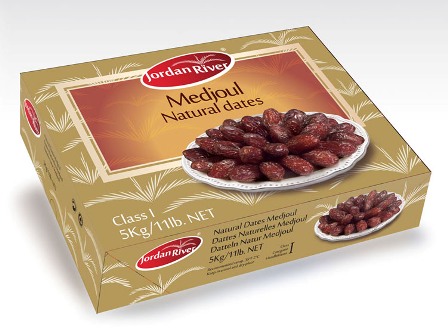 Jordan River
Medjoul
Natural dates
Class I
5Kg/11lb. NET
Jordan River
Natural Dates Medjoul
Dattes Naturelles Medjoul
Datteln Natur Medjoul
5Kg/11lb. NET
Class
I